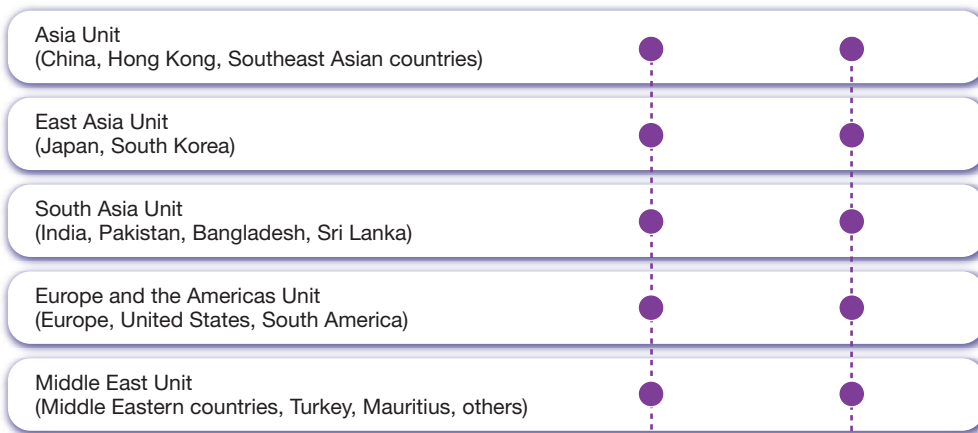 Asia Unit
(China, Hong Kong, Southeast Asian countries)
East Asia Unit
(Japan, South Korea)
South Asia Unit
(India, Pakistan, Bangladesh, Sri Lanka)
Europe and the Americas Unit
(Europe, United States, South America)
Middle East Unit
(Middle Eastern countries, Turkey, Mauritius, others)